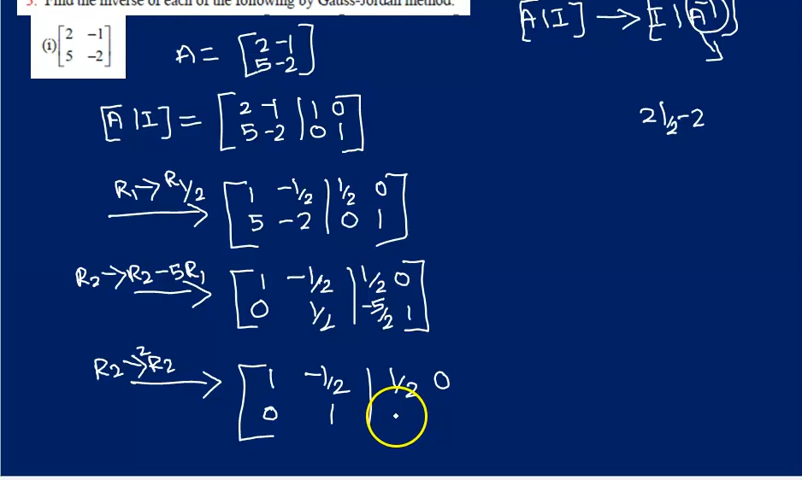 3. Find the inverse of each of the following by Gauss-Jordan method:
(i) [2 -1
5 -2]
A = [2 -1
5 -2]
[A | I] → [I | A⁻¹]
[A | I] = [2 -1 | 1 0
5 -2 | 0 1]
2½-2
R₁ → R₁/2 [1 -1/2 | 1/2 0
5 -2 | 0 1]
R₂ → R₂ - 5R₁ [1 -1/2 | 1/2 0
0 1/2 | -5/2 1]
R₂ → 2R₂ [1 -1/2 | 1/2 0
0 1 | .